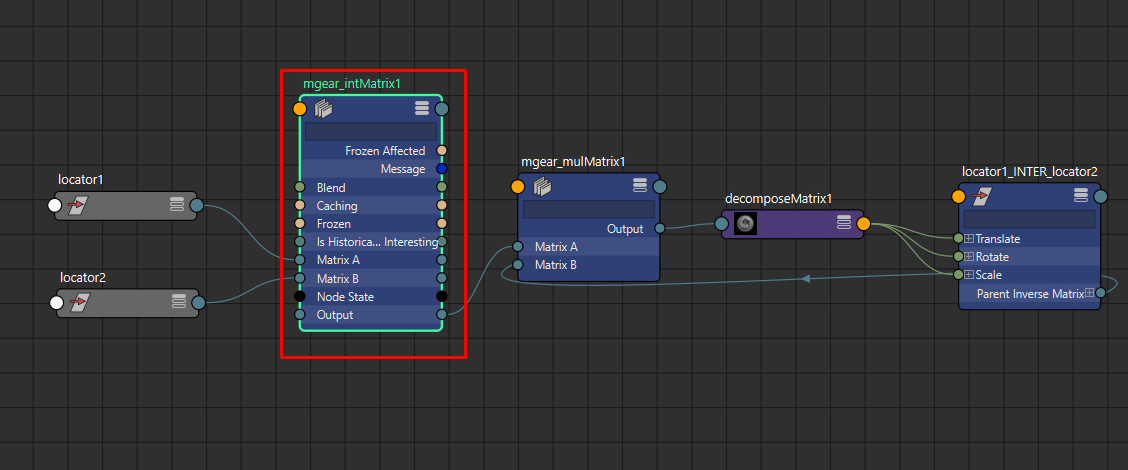 locator1
locator2
mgear_intMatrix1
Frozen Affected
Message
Blend
Caching
Frozen
Is Historica... Interesting
Matrix A
Matrix B
Node State
Output
mgear_mulMatrix1
Output
Matrix A
Matrix B
decomposeMatrix1
locator1_INTER_locator2
Translate
Rotate
Scale
Parent Inverse Matrix